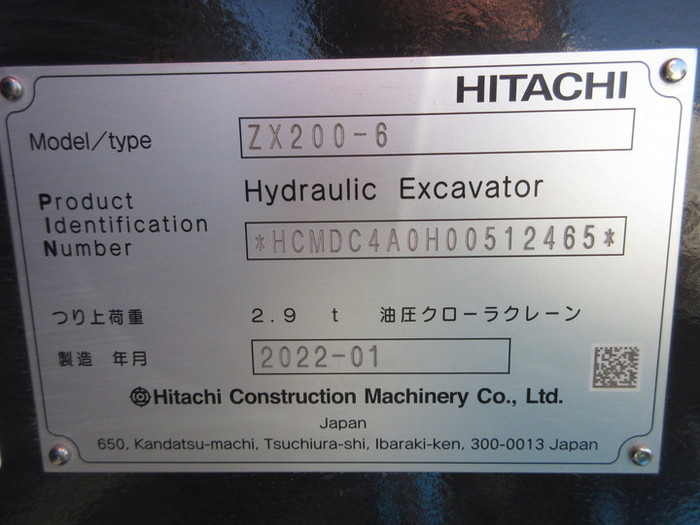 HITACHI
Model/type ZX200-6
Hydraulic Excavator
Product
Identification
Number *HCMDC4A0H00512465*
つり上荷重 2.9 t 油圧クローラクレーン
製造 年月 2022-01
Hitachi Construction Machinery Co., Ltd.
Japan
650, Kandatsu-machi, Tsuchiura-shi, Ibaraki-ken, 300-0013 Japan